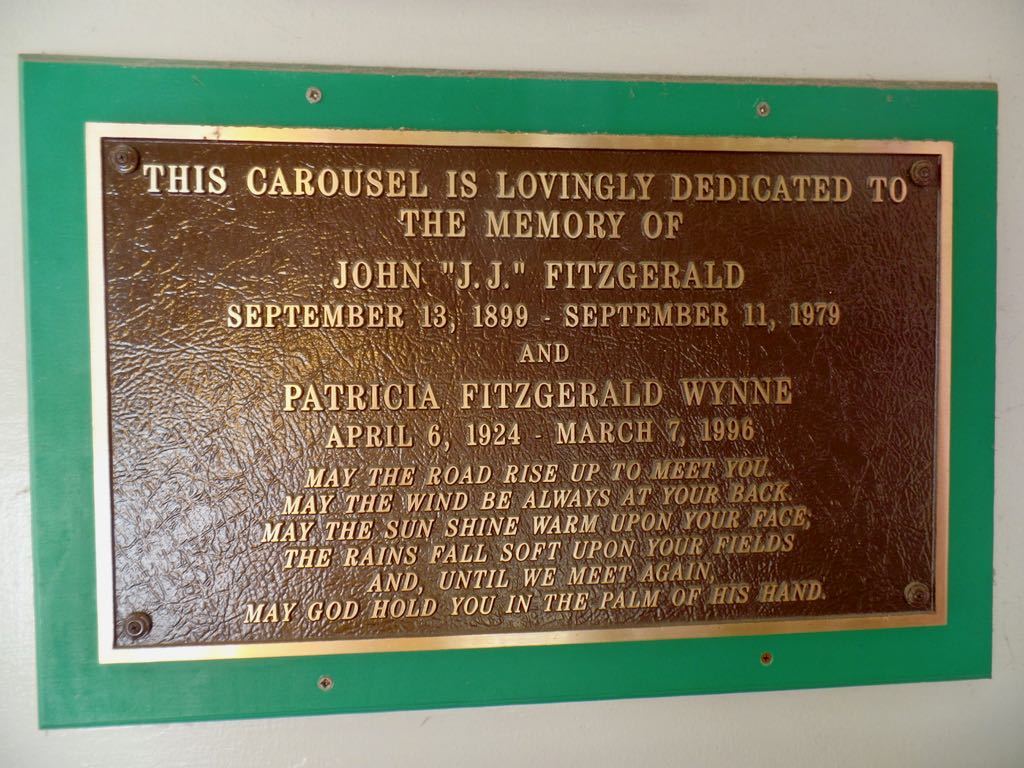 THIS CAROUSEL IS LOVINGLY DEDICATED TO
THE MEMORY OF
JOHN "J.J." FITZGERALD
SEPTEMBER 13, 1899 - SEPTEMBER 11, 1979
AND
PATRICIA FITZGERALD WYNNE
APRIL 6, 1924 - MARCH 7, 1996
MAY THE ROAD RISE UP TO MEET YOU.
MAY THE WIND BE ALWAYS AT YOUR BACK.
MAY THE SUN SHINE WARM UPON YOUR FACE;
THE RAINS FALL SOFT UPON YOUR FIELDS
AND, UNTIL WE MEET AGAIN,
MAY GOD HOLD YOU IN THE PALM OF HIS HAND.